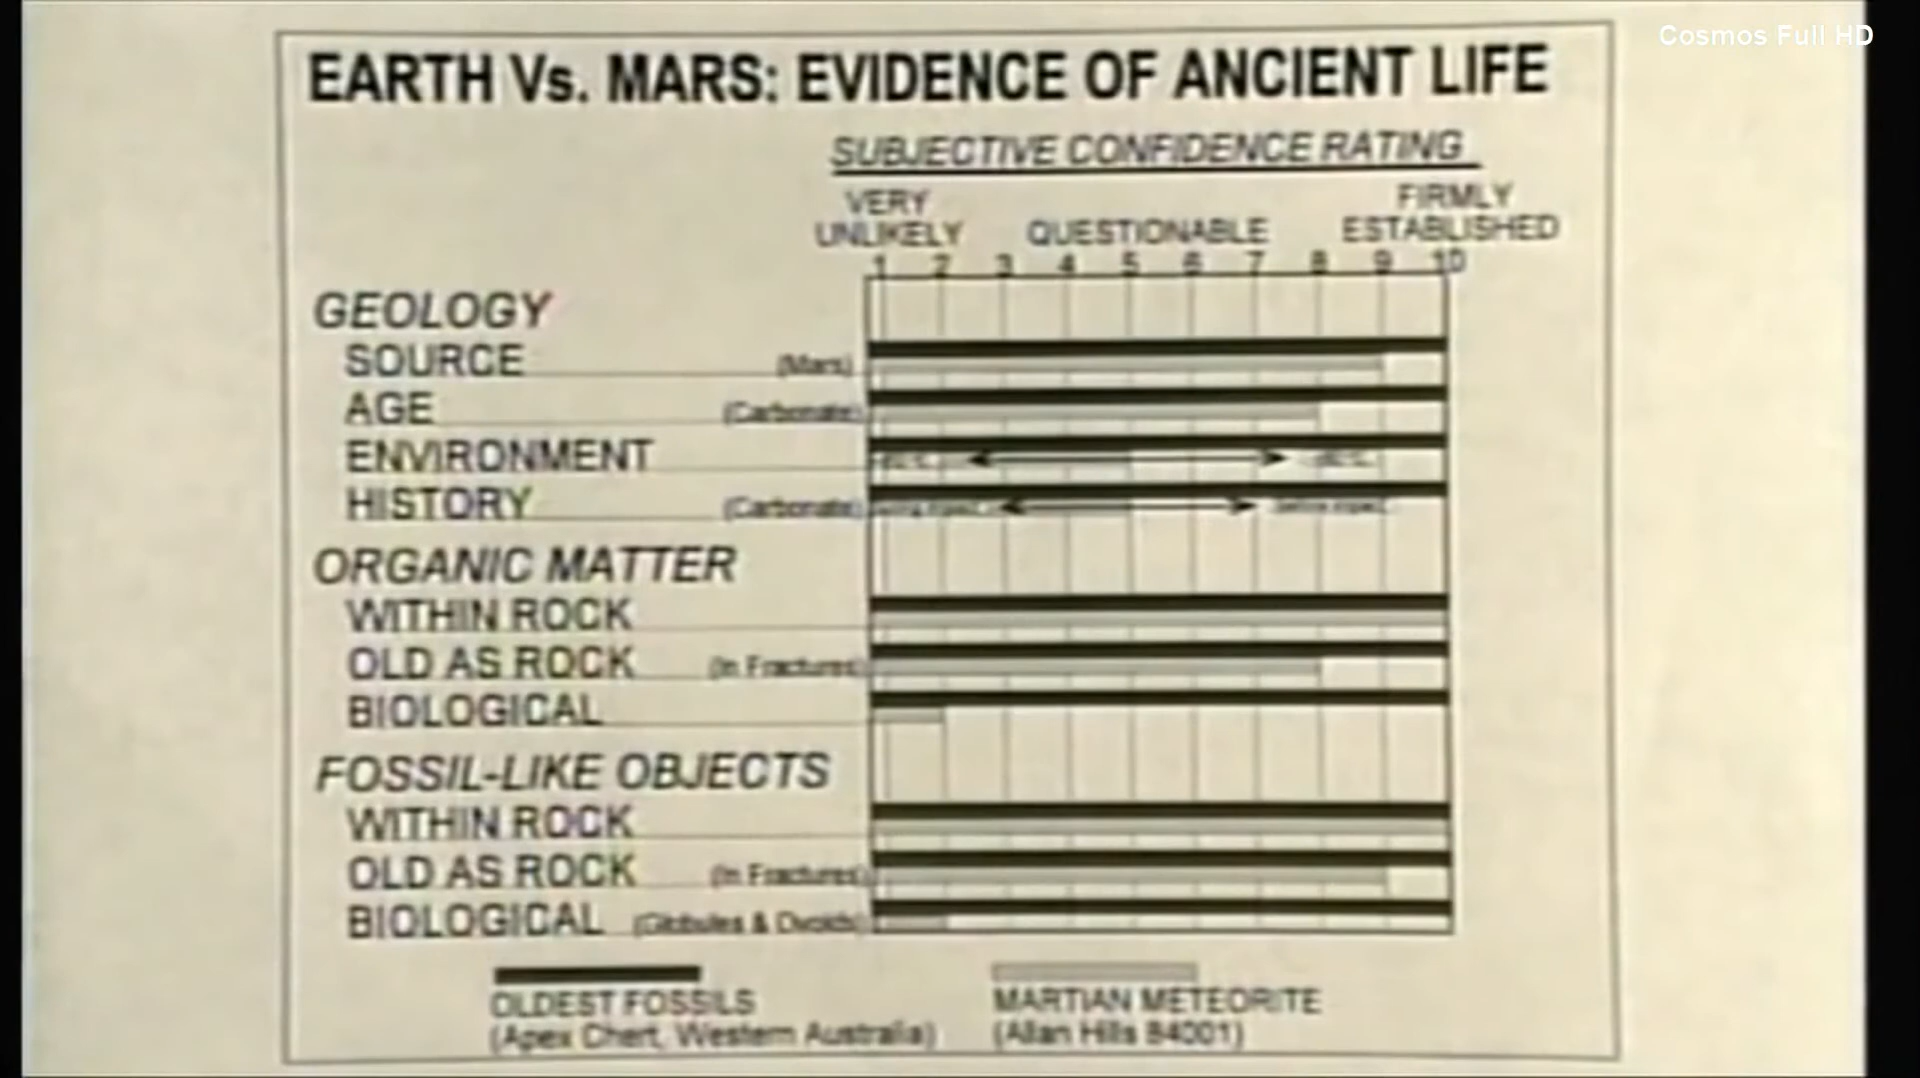 Cosmos Full HD
EARTH Vs. MARS: EVIDENCE OF ANCIENT LIFE
SUBJECTIVE CONFIDENCE RATING
VERY UNLIKELY
QUESTIONABLE
FIRMLY ESTABLISHED
1 2 3 4 5 6 7 8 9 10
GEOLOGY
SOURCE (Mars)
AGE (Carbonate)
ENVIRONMENT
HISTORY (Carbonate)
ORGANIC MATTER
WITHIN ROCK
OLD AS ROCK (In Fractures)
BIOLOGICAL
FOSSIL-LIKE OBJECTS
WITHIN ROCK
OLD AS ROCK (In Fractures)
BIOLOGICAL (Globules & Ovoids)
OLDEST FOSSILS
(Apex Chert, Western Australia)
MARTIAN METEORITE
(Allan Hills 84001)